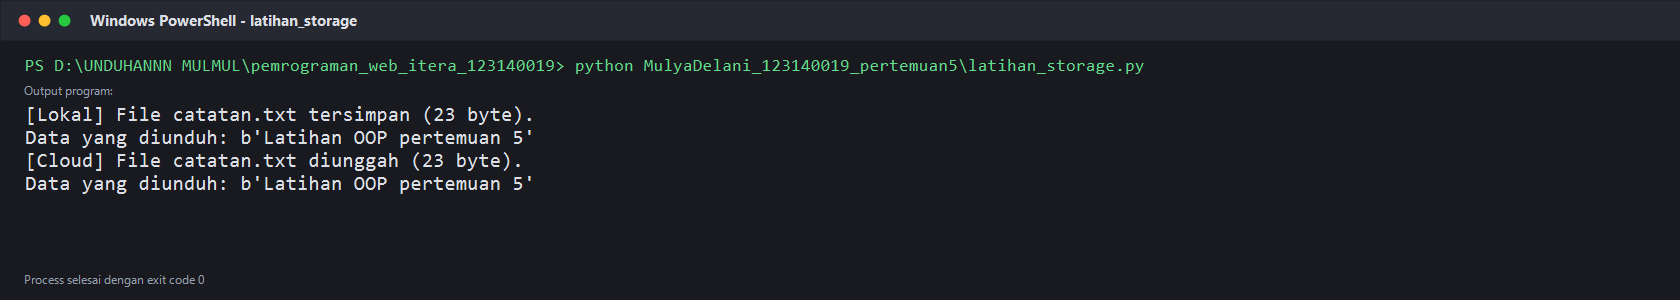 Windows PowerShell - latihan_storage
PS D:\UNDUHANNN MULMUL\pemrograman_web_itera_123140019> python MulyaDelani_123140019_pertemuan5\latihan_storage.py
Output program:
[Lokal] File catatan.txt tersimpan (23 byte).
Data yang diunduh: b'Latihan OOP pertemuan 5'
[Cloud] File catatan.txt diunggah (23 byte).
Data yang diunduh: b'Latihan OOP pertemuan 5'
Process selesai dengan exit code 0